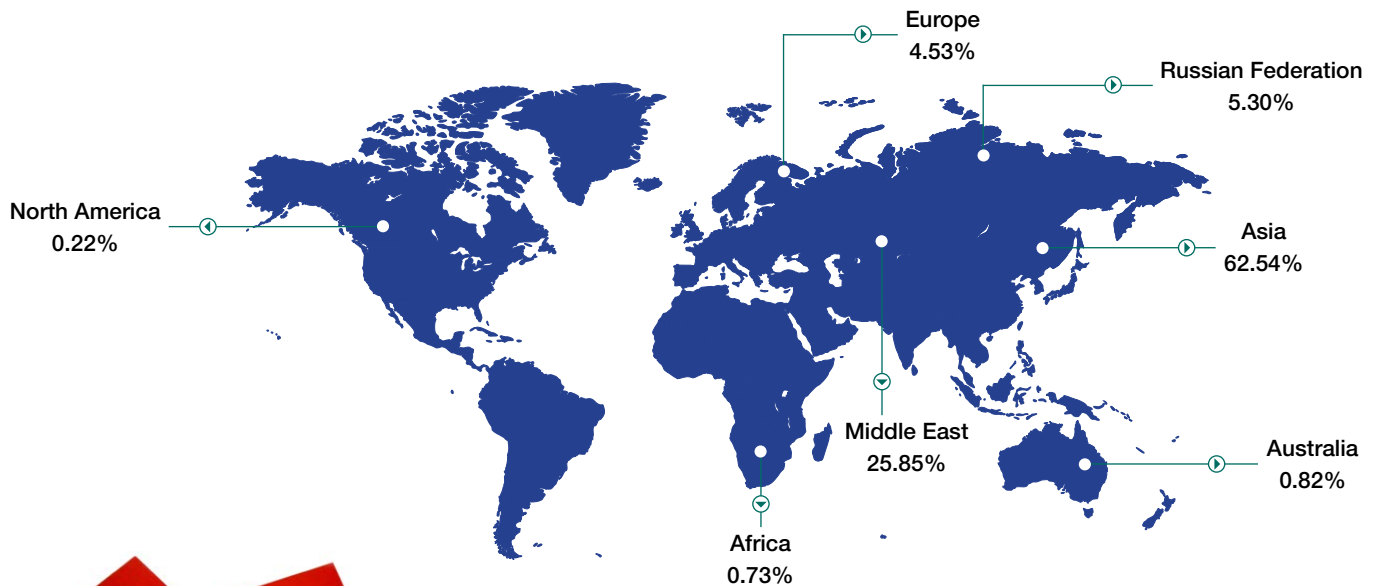 Europe
4.53%
Russian Federation
5.30%
North America
0.22%
Asia
62.54%
Middle East
25.85%
Australia
0.82%
Africa
0.73%